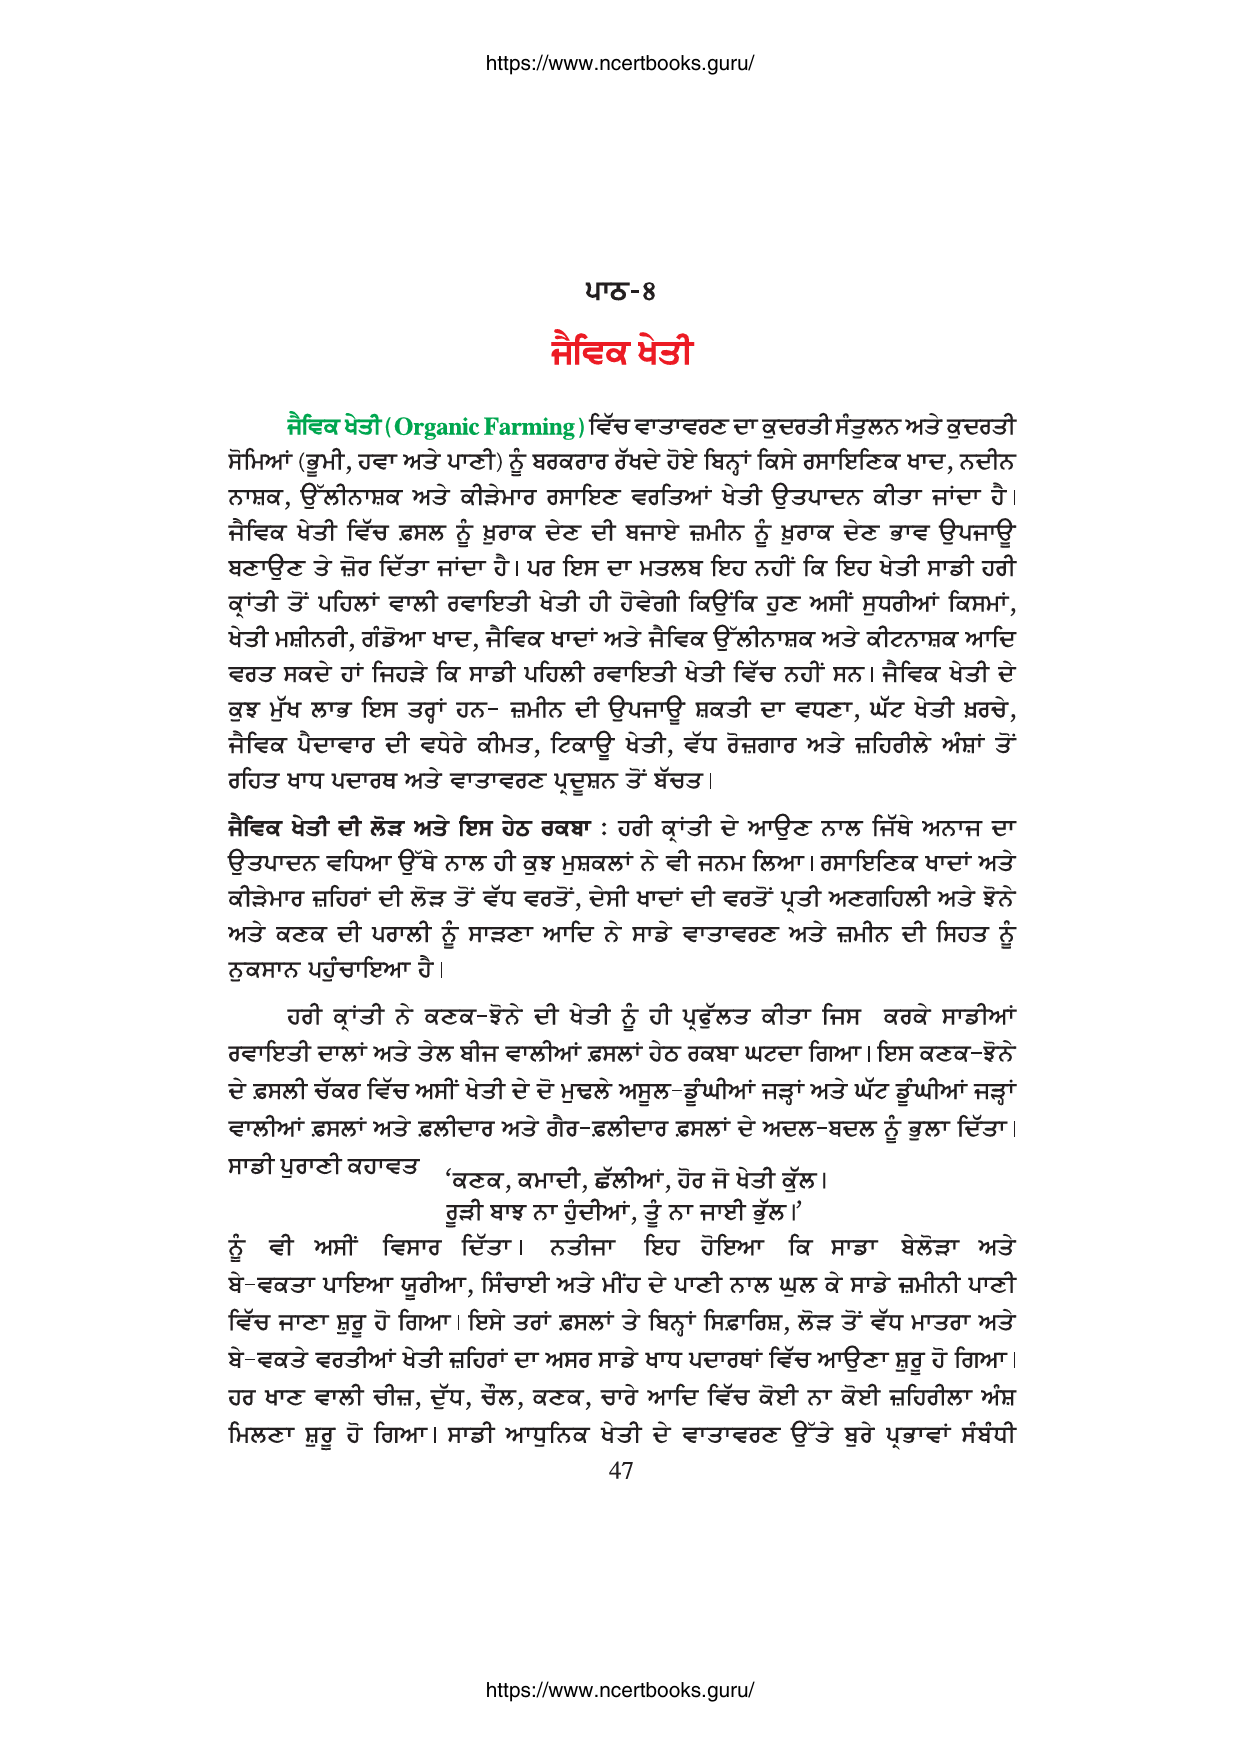 https://www.ncertbooks.guru/
ਪਾਠ-8
ਜੈਵਿਕ ਖੇਤੀ
ਜੈਵਿਕ ਖੇਤੀ (Organic Farming) ਵਿੱਚ ਵਾਤਾਵਰਣ ਦਾ ਕੁਦਰਤੀ ਸੰਤੁਲਨ ਅਤੇ ਕੁਦਰਤੀ
ਸੋਮਿਆਂ (ਭੂਮੀ, ਹਵਾ ਅਤੇ ਪਾਣੀ) ਨੂੰ ਬਰਕਰਾਰ ਰੱਖਦੇ ਹੋਏ ਬਿਨ੍ਹਾਂ ਕਿਸੇ ਰਸਾਇਣਿਕ ਖਾਦ, ਨਦੀਨ
ਨਾਸ਼ਕ, ਉੱਲੀਨਾਸ਼ਕ ਅਤੇ ਕੀੜੇਮਾਰ ਰਸਾਇਣ ਵਰਤਿਆਂ ਖੇਤੀ ਉਤਪਾਦਨ ਕੀਤਾ ਜਾਂਦਾ ਹੈ।
ਜੈਵਿਕ ਖੇਤੀ ਵਿੱਚ ਫ਼ਸਲ ਨੂੰ ਖ਼ੁਰਾਕ ਦੇਣ ਦੀ ਬਜਾਏ ਜ਼ਮੀਨ ਨੂੰ ਖ਼ੁਰਾਕ ਦੇਣ ਭਾਵ ਉਪਜਾਊ
ਬਣਾਉਣ ਤੇ ਜ਼ੋਰ ਦਿੱਤਾ ਜਾਂਦਾ ਹੈ। ਪਰ ਇਸ ਦਾ ਮਤਲਬ ਇਹ ਨਹੀਂ ਕਿ ਇਹ ਖੇਤੀ ਸਾਡੀ ਹਰੀ
ਕ੍ਰਾਂਤੀ ਤੋਂ ਪਹਿਲਾਂ ਵਾਲੀ ਰਵਾਇਤੀ ਖੇਤੀ ਹੀ ਹੋਵੇਗੀ ਕਿਉਂਕਿ ਹੁਣ ਅਸੀਂ ਸੁਧਰੀਆਂ ਕਿਸਮਾਂ,
ਖੇਤੀ ਮਸ਼ੀਨਰੀ, ਗੰਡੋਆ ਖਾਦ, ਜੈਵਿਕ ਖਾਦਾਂ ਅਤੇ ਜੈਵਿਕ ਉੱਲੀਨਾਸ਼ਕ ਅਤੇ ਕੀਟਨਾਸ਼ਕ ਆਦਿ
ਵਰਤ ਸਕਦੇ ਹਾਂ ਜਿਹੜੇ ਕਿ ਸਾਡੀ ਪਹਿਲੀ ਰਵਾਇਤੀ ਖੇਤੀ ਵਿੱਚ ਨਹੀਂ ਸਨ। ਜੈਵਿਕ ਖੇਤੀ ਦੇ
ਕੁਝ ਮੁੱਖ ਲਾਭ ਇਸ ਤਰ੍ਹਾਂ ਹਨ- ਜ਼ਮੀਨ ਦੀ ਉਪਜਾਊ ਸ਼ਕਤੀ ਦਾ ਵਧਣਾ, ਘੱਟ ਖੇਤੀ ਖ਼ਰਚੇ,
ਜੈਵਿਕ ਪੈਦਾਵਾਰ ਦੀ ਵਧੇਰੇ ਕੀਮਤ, ਟਿਕਾਊ ਖੇਤੀ, ਵੱਧ ਰੋਜ਼ਗਾਰ ਅਤੇ ਜ਼ਹਿਰੀਲੇ ਅੰਸ਼ਾਂ ਤੋਂ
ਰਹਿਤ ਖਾਧ ਪਦਾਰਥ ਅਤੇ ਵਾਤਾਵਰਣ ਪ੍ਰਦੂਸ਼ਨ ਤੋਂ ਬੱਚਤ।
ਜੈਵਿਕ ਖੇਤੀ ਦੀ ਲੋੜ ਅਤੇ ਇਸ ਹੇਠ ਰਕਬਾ : ਹਰੀ ਕ੍ਰਾਂਤੀ ਦੇ ਆਉਣ ਨਾਲ ਜਿੱਥੇ ਅਨਾਜ ਦਾ
ਉਤਪਾਦਨ ਵਧਿਆ ਉੱਥੇ ਨਾਲ ਹੀ ਕੁਝ ਮੁਸ਼ਕਲਾਂ ਨੇ ਵੀ ਜਨਮ ਲਿਆ। ਰਸਾਇਣਿਕ ਖਾਦਾਂ ਅਤੇ
ਕੀੜੇਮਾਰ ਜ਼ਹਿਰਾਂ ਦੀ ਲੋੜ ਤੋਂ ਵੱਧ ਵਰਤੋਂ, ਦੇਸੀ ਖਾਦਾਂ ਦੀ ਵਰਤੋਂ ਪ੍ਰਤੀ ਅਣਗਹਿਲੀ ਅਤੇ ਝੋਨੇ
ਅਤੇ ਕਣਕ ਦੀ ਪਰਾਲੀ ਨੂੰ ਸਾੜਣਾ ਆਦਿ ਨੇ ਸਾਡੇ ਵਾਤਾਵਰਣ ਅਤੇ ਜ਼ਮੀਨ ਦੀ ਸਿਹਤ ਨੂੰ
ਨੁਕਸਾਨ ਪਹੁੰਚਾਇਆ ਹੈ।
ਹਰੀ ਕ੍ਰਾਂਤੀ ਨੇ ਕਣਕ-ਝੋਨੇ ਦੀ ਖੇਤੀ ਨੂੰ ਹੀ ਪ੍ਰਫੁੱਲਤ ਕੀਤਾ ਜਿਸ ਕਰਕੇ ਸਾਡੀਆਂ
ਰਵਾਇਤੀ ਦਾਲਾਂ ਅਤੇ ਤੇਲ ਬੀਜ ਵਾਲੀਆਂ ਫ਼ਸਲਾਂ ਹੇਠ ਰਕਬਾ ਘਟਦਾ ਗਿਆ। ਇਸ ਕਣਕ-ਝੋਨੇ
ਦੇ ਫ਼ਸਲੀ ਚੱਕਰ ਵਿੱਚ ਅਸੀਂ ਖੇਤੀ ਦੇ ਦੋ ਮੁਢਲੇ ਅਸੂਲ-ਡੂੰਘੀਆਂ ਜੜ੍ਹਾਂ ਅਤੇ ਘੱਟ ਡੂੰਘੀਆਂ ਜੜ੍ਹਾਂ
ਵਾਲੀਆਂ ਫ਼ਸਲਾਂ ਅਤੇ ਫ਼ਲੀਦਾਰ ਅਤੇ ਗੈਰ-ਫ਼ਲੀਦਾਰ ਫ਼ਸਲਾਂ ਦੇ ਅਦਲ-ਬਦਲ ਨੂੰ ਭੁਲਾ ਦਿੱਤਾ।
ਸਾਡੀ ਪੁਰਾਣੀ ਕਹਾਵਤ
‘ਕਣਕ, ਕਮਾਦੀ, ਛੱਲੀਆਂ, ਹੋਰ ਜੋ ਖੇਤੀ ਕੁੱਲ।
ਰੂੜੀ ਬਾਝ ਨਾ ਹੁੰਦੀਆਂ, ਤੂੰ ਨਾ ਜਾਈ ਭੁੱਲ।’
ਨੂੰ ਵੀ ਅਸੀਂ ਵਿਸਾਰ ਦਿੱਤਾ। ਨਤੀਜਾ ਇਹ ਹੋਇਆ ਕਿ ਸਾਡਾ ਬੇਲੋੜਾ ਅਤੇ
ਬੇ-ਵਕਤਾ ਪਾਇਆ ਯੂਰੀਆ, ਸਿੰਚਾਈ ਅਤੇ ਮੀਂਹ ਦੇ ਪਾਣੀ ਨਾਲ ਘੁਲ ਕੇ ਸਾਡੇ ਜ਼ਮੀਨੀ ਪਾਣੀ
ਵਿੱਚ ਜਾਣਾ ਸ਼ੁਰੂ ਹੋ ਗਿਆ। ਇਸੇ ਤਰਾਂ ਫ਼ਸਲਾਂ ਤੇ ਬਿਨ੍ਹਾਂ ਸਿਫ਼ਾਰਿਸ਼, ਲੋੜ ਤੋਂ ਵੱਧ ਮਾਤਰਾ ਅਤੇ
ਬੇ-ਵਕਤੇ ਵਰਤੀਆਂ ਖੇਤੀ ਜ਼ਹਿਰਾਂ ਦਾ ਅਸਰ ਸਾਡੇ ਖਾਧ ਪਦਾਰਥਾਂ ਵਿੱਚ ਆਉਣਾ ਸ਼ੁਰੂ ਹੋ ਗਿਆ।
ਹਰ ਖਾਣ ਵਾਲੀ ਚੀਜ਼, ਦੁੱਧ, ਚੌਲ, ਕਣਕ, ਚਾਰੇ ਆਦਿ ਵਿੱਚ ਕੋਈ ਨਾ ਕੋਈ ਜ਼ਹਿਰੀਲਾ ਅੰਸ਼
ਮਿਲਣਾ ਸ਼ੁਰੂ ਹੋ ਗਿਆ। ਸਾਡੀ ਆਧੁਨਿਕ ਖੇਤੀ ਦੇ ਵਾਤਾਵਰਣ ਉੱਤੇ ਬੁਰੇ ਪ੍ਰਭਾਵਾਂ ਸੰਬੰਧੀ
47
https://www.ncertbooks.guru/